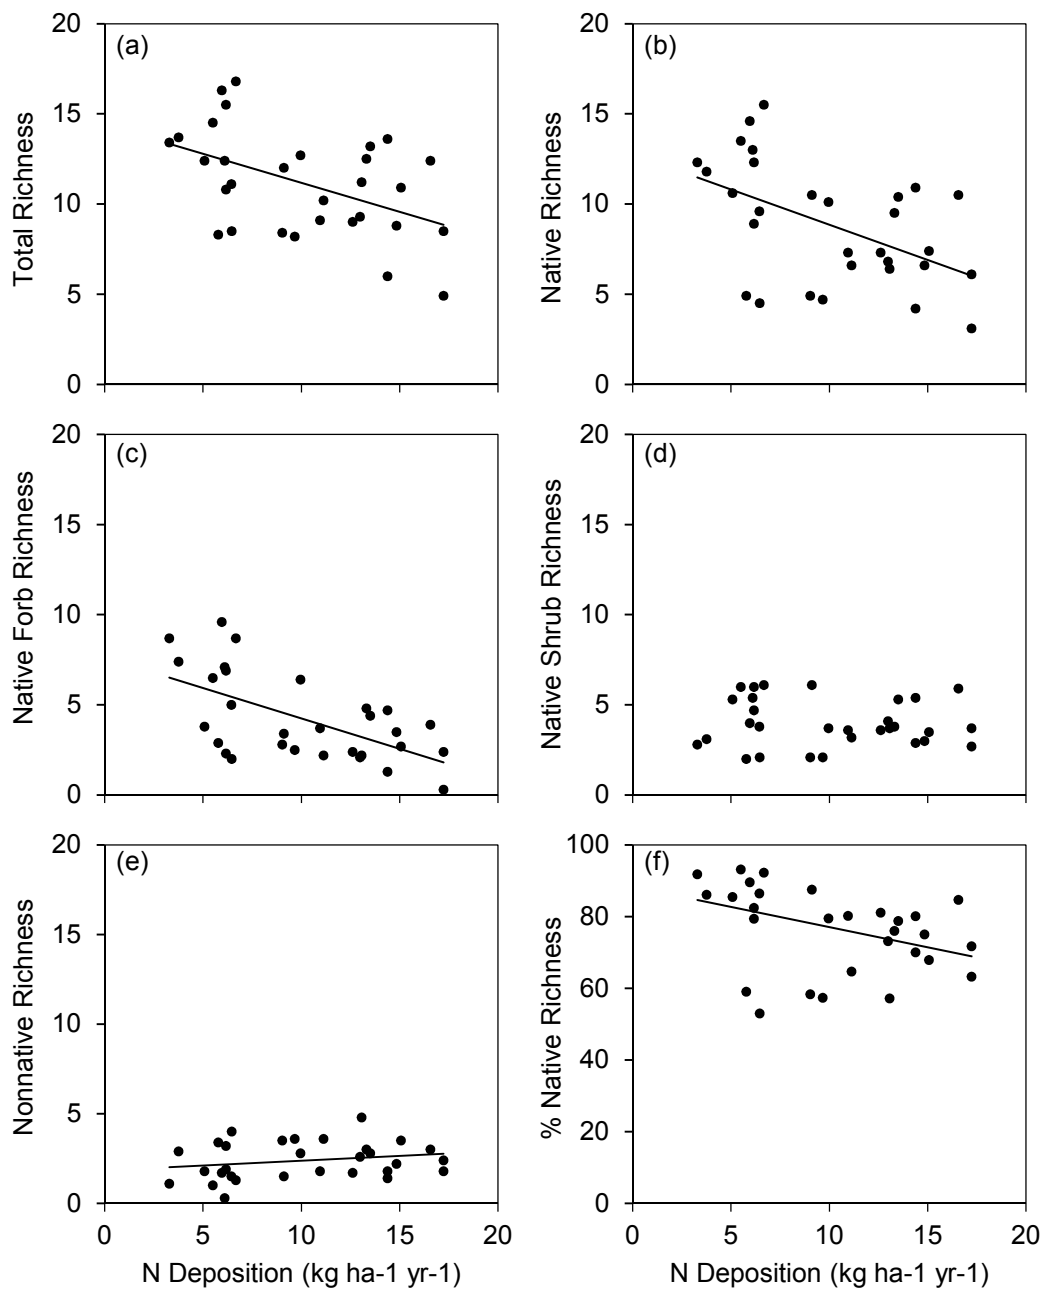 (a)
Total Richness
20
15
10
5
0
(b)
Native Richness
20
15
10
5
0
(c)
Native Forb Richness
20
15
10
5
0
(d)
Native Shrub Richness
20
15
10
5
0
(e)
Nonnative Richness
20
15
10
5
0
0 5 10 15 20
N Deposition (kg ha-1 yr-1)
(f)
% Native Richness
100
80
60
40
20
0
0 5 10 15 20
N Deposition (kg ha-1 yr-1)